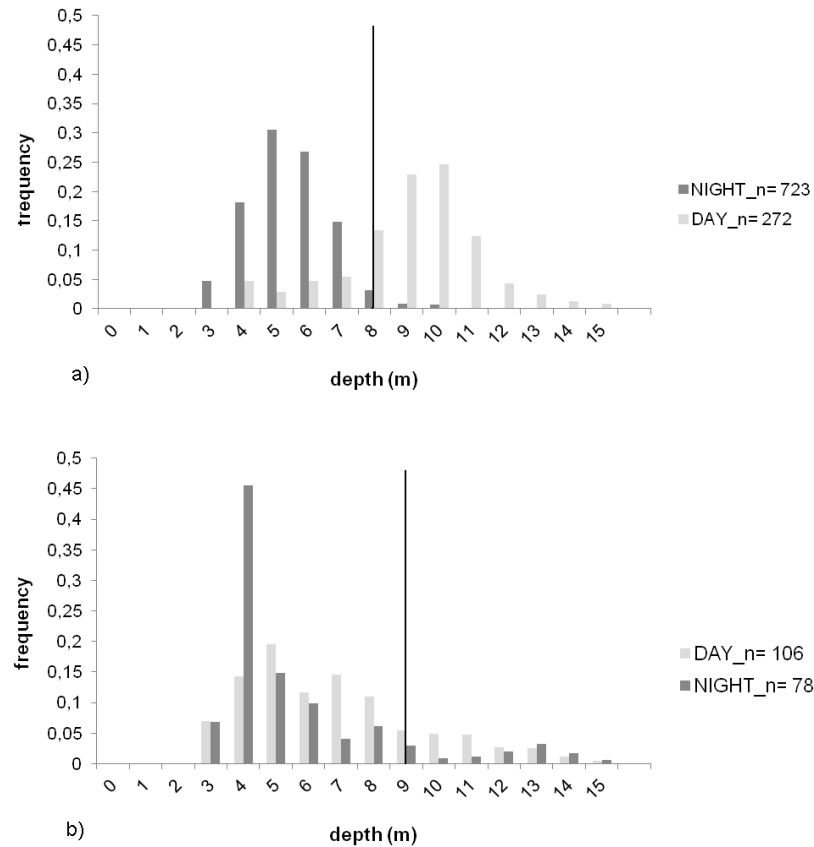 0,5
0,45
0,4
0,35
0,3
0,25
0,2
0,15
0,1
0,05
0
frequency
0 1 2 3 4 5 6 7 8 9 10 11 12 13 14 15
depth (m)
NIGHT_n= 723
DAY_n= 272
a)
0,5
0,45
0,4
0,35
0,3
0,25
0,2
0,15
0,1
0,05
0
frequency
0 1 2 3 4 5 6 7 8 9 10 11 12 13 14 15
depth (m)
DAY_n= 106
NIGHT_n= 78
b)